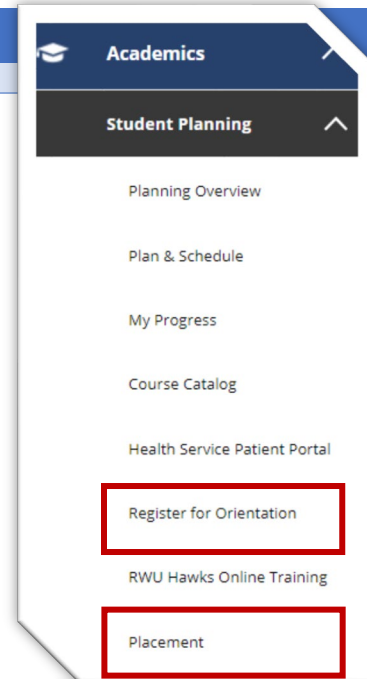 Academics
Student Planning
Planning Overview
Plan & Schedule
My Progress
Course Catalog
Health Service Patient Portal
Register for Orientation
RWU Hawks Online Training
Placement